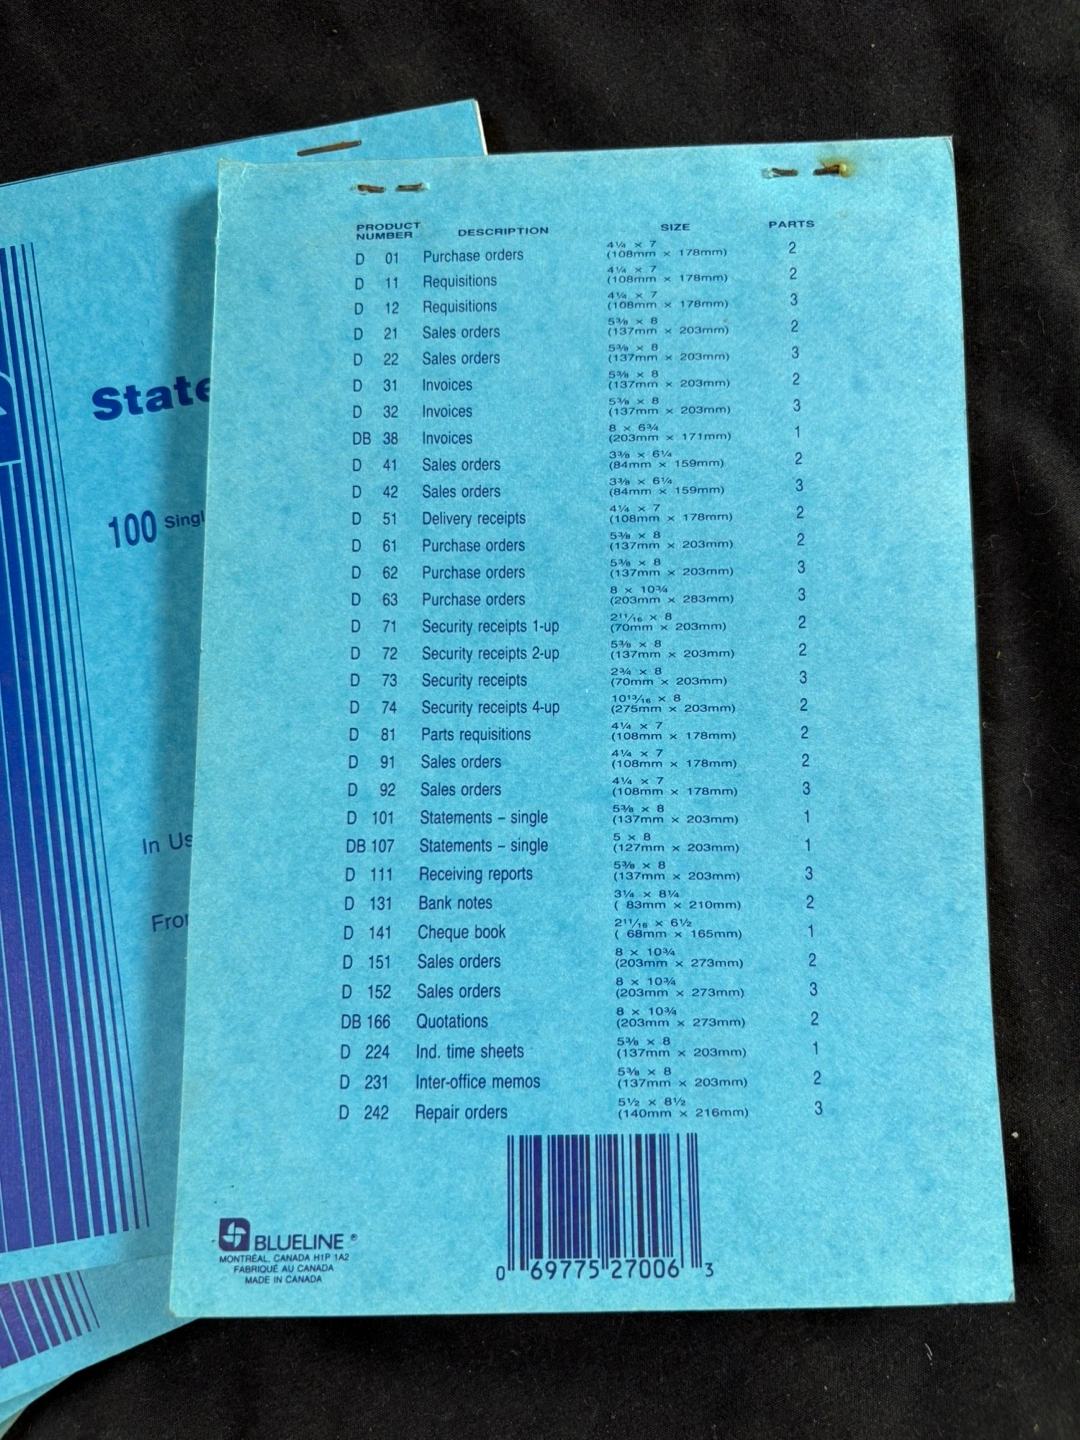 State
100 Singl
In Us
Fro
PRODUCT NUMBER DESCRIPTION SIZE PARTS
D 01 Purchase orders 4¼ × 7 (108mm × 178mm) 2
D 11 Requisitions 4¼ × 7 (108mm × 178mm) 2
D 12 Requisitions 4¼ × 7 (108mm × 178mm) 3
D 21 Sales orders 5⅜ × 8 (137mm × 203mm) 2
D 22 Sales orders 5⅜ × 8 (137mm × 203mm) 3
D 31 Invoices 5⅜ × 8 (137mm × 203mm) 2
D 32 Invoices 5⅜ × 8 (137mm × 203mm) 3
DB 38 Invoices 8 × 6¾ (203mm × 171mm) 1
D 41 Sales orders 3⅜ × 6¼ (84mm × 159mm) 2
D 42 Sales orders 3⅜ × 6¼ (84mm × 159mm) 3
D 51 Delivery receipts 4¼ × 7 (108mm × 178mm) 2
D 61 Purchase orders 5⅜ × 8 (137mm × 203mm) 2
D 62 Purchase orders 5⅜ × 8 (137mm × 203mm) 3
D 63 Purchase orders 8 × 10¾ (203mm × 283mm) 3
D 71 Security receipts 1-up 2¹¹/₁₆ × 8 (70mm × 203mm) 2
D 72 Security receipts 2-up 5⅜ × 8 (137mm × 203mm) 2
D 73 Security receipts 2¾ × 8 (70mm × 203mm) 3
D 74 Security receipts 4-up 10¹³/₁₆ × 8 (275mm × 203mm) 2
D 81 Parts requisitions 4¼ × 7 (108mm × 178mm) 2
D 91 Sales orders 4¼ × 7 (108mm × 178mm) 2
D 92 Sales orders 4¼ × 7 (108mm × 178mm) 3
D 101 Statements – single 5⅜ × 8 (137mm × 203mm) 1
DB 107 Statements – single 5 × 8 (127mm × 203mm) 1
D 111 Receiving reports 5⅜ × 8 (137mm × 203mm) 3
D 131 Bank notes 3¼ × 8¼ ( 83mm × 210mm) 2
D 141 Cheque book 2¹¹/₁₆ × 6½ ( 68mm × 165mm) 1
D 151 Sales orders 8 × 10¾ (203mm × 273mm) 2
D 152 Sales orders 8 × 10¾ (203mm × 273mm) 3
DB 166 Quotations 8 × 10¾ (203mm × 273mm) 2
D 224 Ind. time sheets 5⅜ × 8 (137mm × 203mm) 1
D 231 Inter-office memos 5⅜ × 8 (137mm × 203mm) 2
D 242 Repair orders 5½ × 8½ (140mm × 216mm) 3
BLUELINE ®
MONTRÉAL, CANADA H1P 1A2
FABRIQUÉ AU CANADA
MADE IN CANADA
0 69775 27006 3